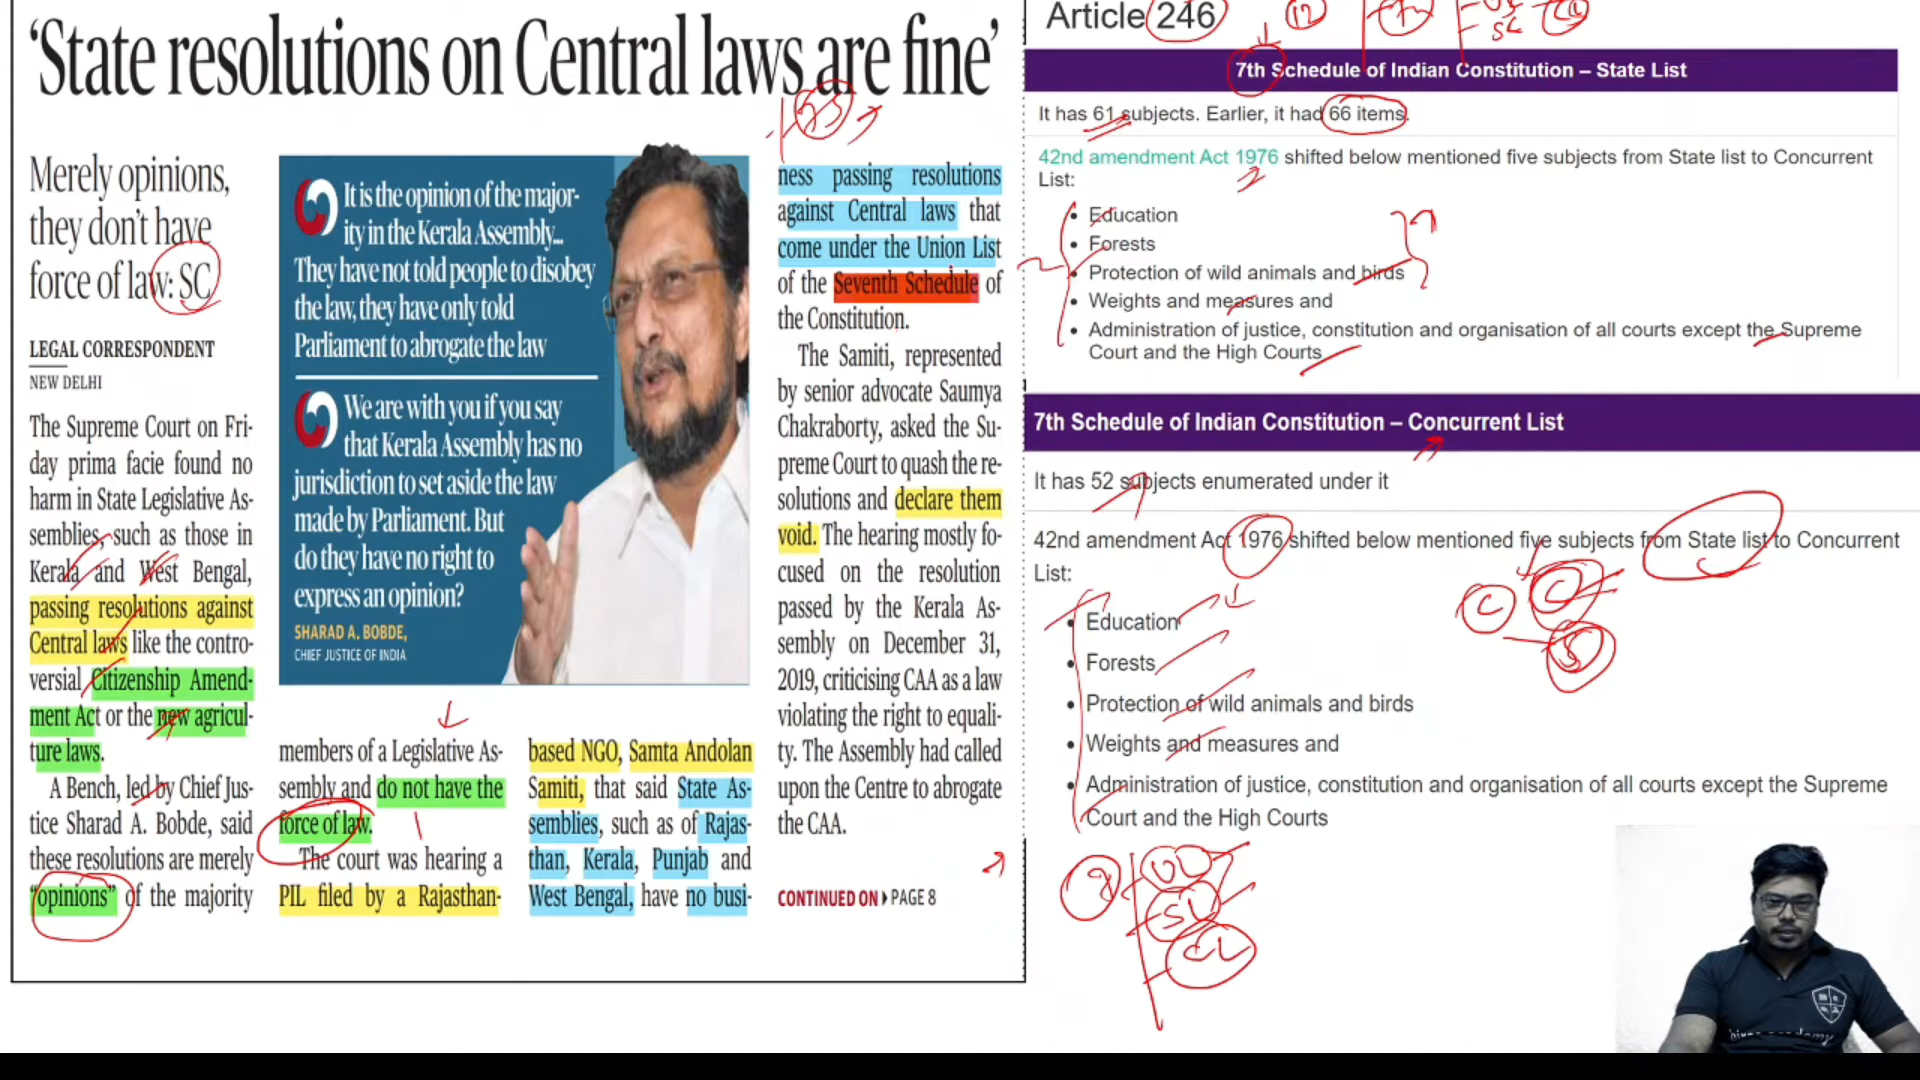 ‘State resolutions on Central laws are fine’
Merely opinions,
they don’t have
force of law: SC
LEGAL CORRESPONDENT
NEW DELHI
The Supreme Court on Fri-
day prima facie found no
harm in State Legislative As-
semblies, such as those in
Kerala and West Bengal,
passing resolutions against
Central laws like the contro-
versial Citizenship Amend-
ment Act or the new agricul-
ture laws.
A Bench, led by Chief Jus-
tice Sharad A. Bobde, said
these resolutions are merely
“opinions” of the majority
It is the opinion of the major-
ity in the Kerala Assembly...
They have not told people to disobey
the law, they have only told
Parliament to abrogate the law
We are with you if you say
that Kerala Assembly has no
jurisdiction to set aside the law
made by Parliament. But
do they have no right to
express an opinion?
SHARAD A. BOBDE,
CHIEF JUSTICE OF INDIA
members of a Legislative As-
sembly and do not have the
force of law.
The court was hearing a
PIL filed by a Rajasthan-
based NGO, Samta Andolan
Samiti, that said State As-
semblies, such as of Rajas-
than, Kerala, Punjab and
West Bengal, have no busi-
ness passing resolutions
against Central laws that
come under the Union List
of the Seventh Schedule of
the Constitution.
The Samiti, represented
by senior advocate Saumya
Chakraborty, asked the Su-
preme Court to quash the re-
solutions and declare them
void. The hearing mostly fo-
cused on the resolution
passed by the Kerala As-
sembly on December 31,
2019, criticising CAA as a law
violating the right to equali-
ty. The Assembly had called
upon the Centre to abrogate
the CAA.
CONTINUED ON PAGE 8
Article 246
7th Schedule of Indian Constitution – State List
It has 61 subjects. Earlier, it had 66 items.
42nd amendment Act 1976 shifted below mentioned five subjects from State list to Concurrent
List:
• Education
• Forests
• Protection of wild animals and birds
• Weights and measures and
• Administration of justice, constitution and organisation of all courts except the Supreme
Court and the High Courts
7th Schedule of Indian Constitution – Concurrent List
It has 52 subjects enumerated under it
42nd amendment Act 1976 shifted below mentioned five subjects from State list to Concurrent
List:
• Education
• Forests
• Protection of wild animals and birds
• Weights and measures and
• Administration of justice, constitution and organisation of all courts except the Supreme
Court and the High Courts
C
C
S
UL
SL
CL